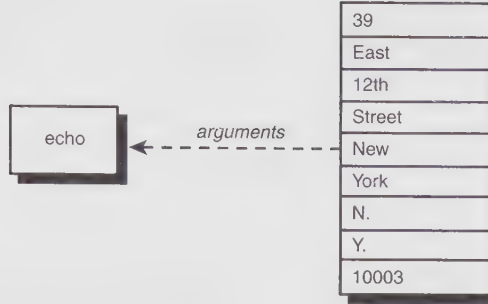 echo
arguments
39
East
12th
Street
New
York
N.
Y.
10003